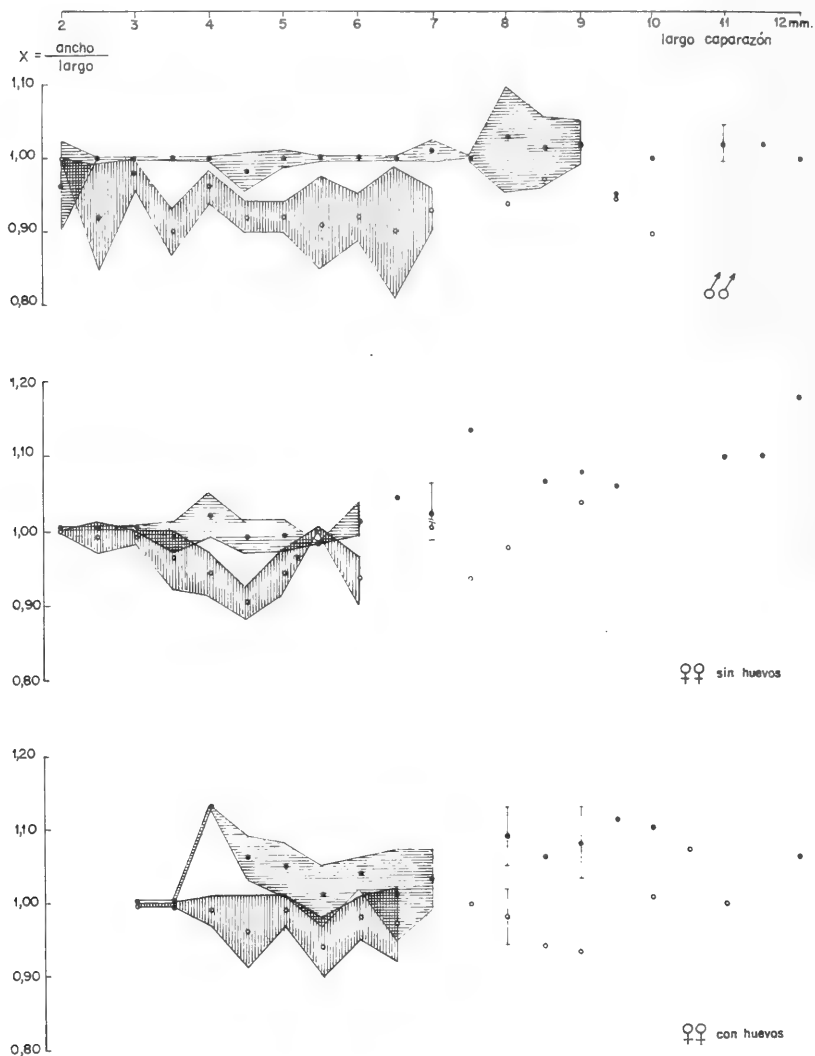 2 3 4 5 6 7 8 9 10 11 12 mm.
largo caparazón
X = ancho
largo
1,10
1,00
0,90
0,80
♂♂
1,20
1,10
1,00
0,90
0,80
♀♀ sin huevos
1,20
1,10
1,00
0,90
0,80
♀♀ con huevos